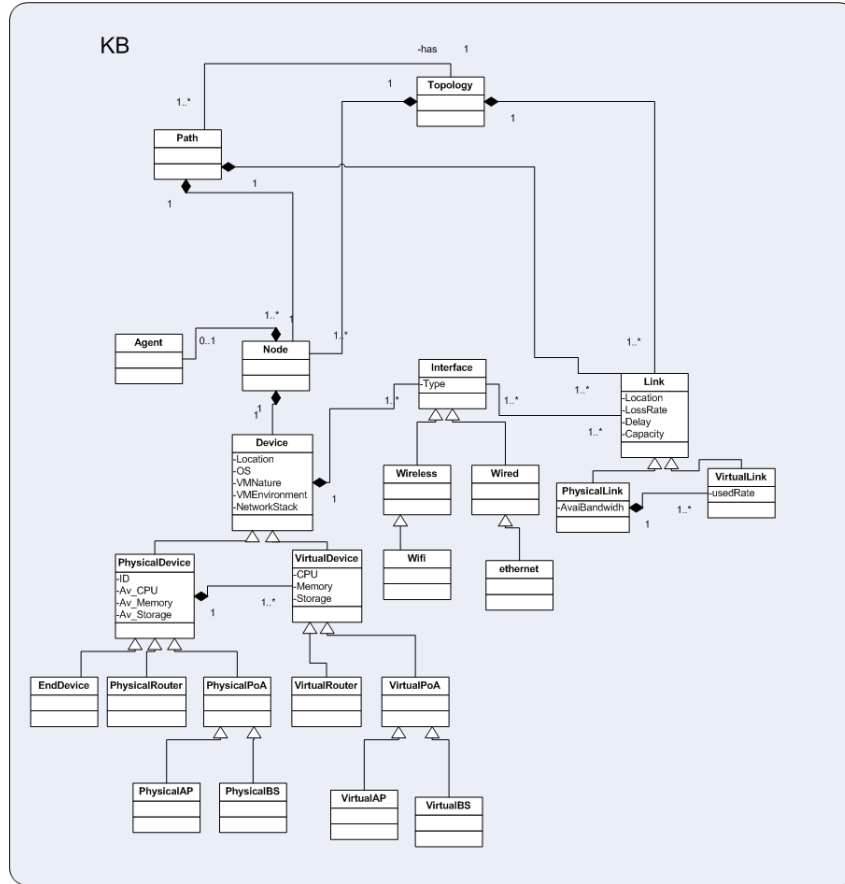 KB
-has 1
Topology
1
1
1..*
Path
1
1
1..*
1
0..1
1..*
Agent
Node
1..*
Interface
-Type
Link
-Location
-LossRate
-Delay
-Capacity
1..*
1..*
1..*
1..*
1
1
Device
-Location
-OS
-VMNature
-VMEnvironment
-NetworkStack
1
Wireless
Wired
PhysicalLink
-AvaiBandwidh
VirtualLink
-usedRate
1
1..*
Wifi
ethernet
PhysicalDevice
-ID
-Av_CPU
-Av_Memory
-Av_Storage
VirtualDevice
-CPU
-Memory
-Storage
1
1..*
EndDevice
PhysicalRouter
PhysicalPoA
VirtualRouter
VirtualPoA
PhysicalAP
PhysicalBS
VirtualAP
VirtualBS